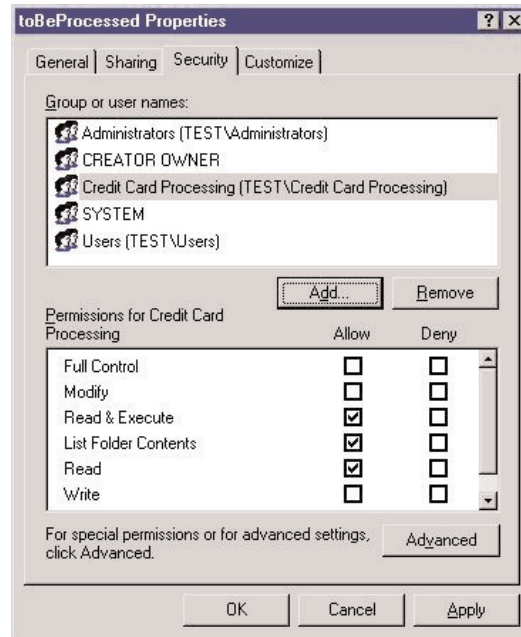 toBeProcessed Properties
? X
General Sharing Security Customize
Group or user names:
Administrators (TEST\Administrators)
CREATOR OWNER
Credit Card Processing (TEST\Credit Card Processing)
SYSTEM
Users (TEST\Users)
Add... Remove
Permissions for Credit Card
Processing Allow Deny
Full Control
Modify
Read & Execute
List Folder Contents
Read
Write
For special permissions or for advanced settings,
click Advanced.
Advanced
OK Cancel Apply